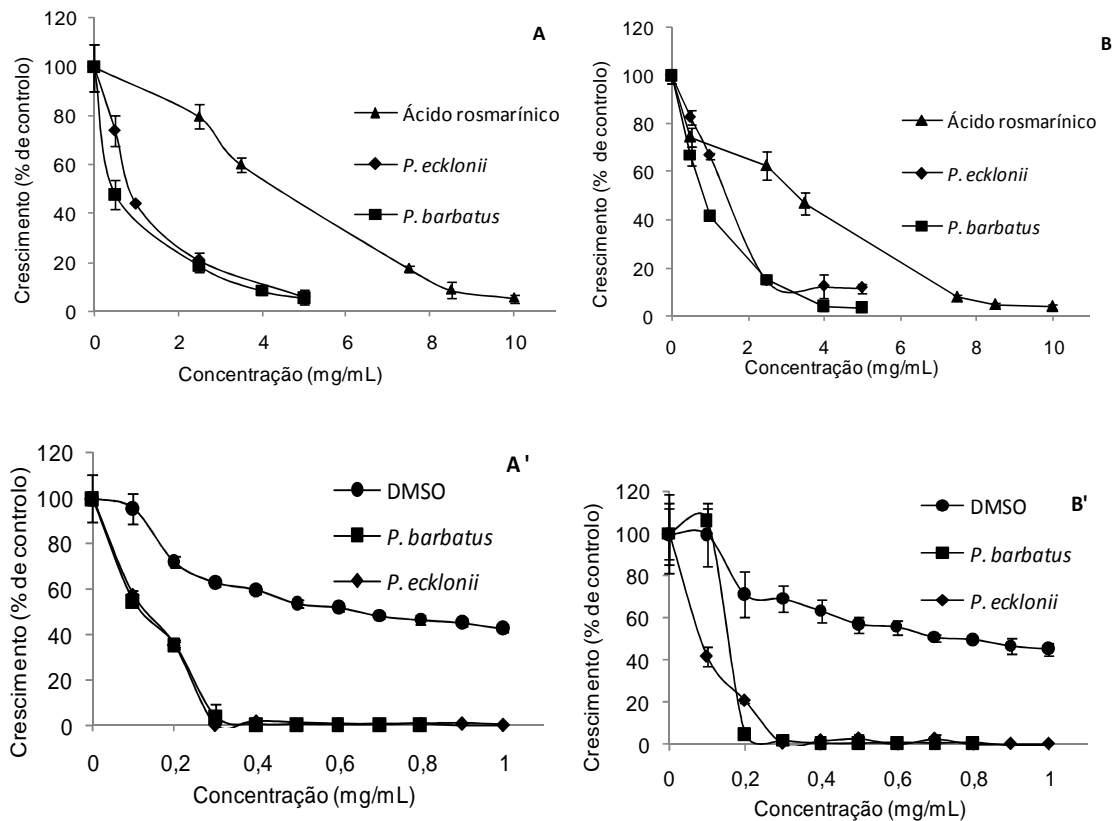 A
Crescimento (% de controlo)
120
100
80
60
40
20
0
Ácido rosmarínico
P. ecklonii
P. barbatus
0 2 4 6 8 10
Concentração (mg/mL)
B
Crescimento (% de controlo)
120
100
80
60
40
20
0
Ácido rosmarínico
P. ecklonii
P. barbatus
0 2 4 6 8 10
Concentração (mg/mL)
A'
Crescimento (% de controlo)
120
100
80
60
40
20
0
DMSO
P. barbatus
P. ecklonii
0 0,2 0,4 0,6 0,8 1
Concentração (mg/mL)
B'
Crescimento (% de controlo)
120
100
80
60
40
20
0
DMSO
P. barbatus
P. ecklonii
0 0,2 0,4 0,6 0,8 1
Concentração (mg/mL)